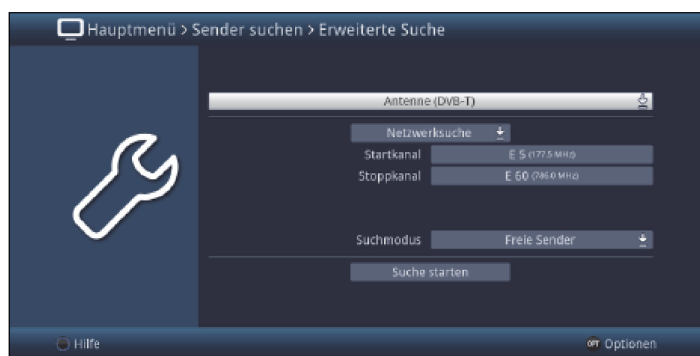 Hauptmenü > Sender suchen > Erweiterte Suche
Antenne (DVB-T)
Netzwerksuche
Startkanal E 5 (177.5 MHz)
Stoppkanal E 60 (786.0 MHz)
Suchmodus Freie Sender
Suche starten
Hilfe OPT Optionen